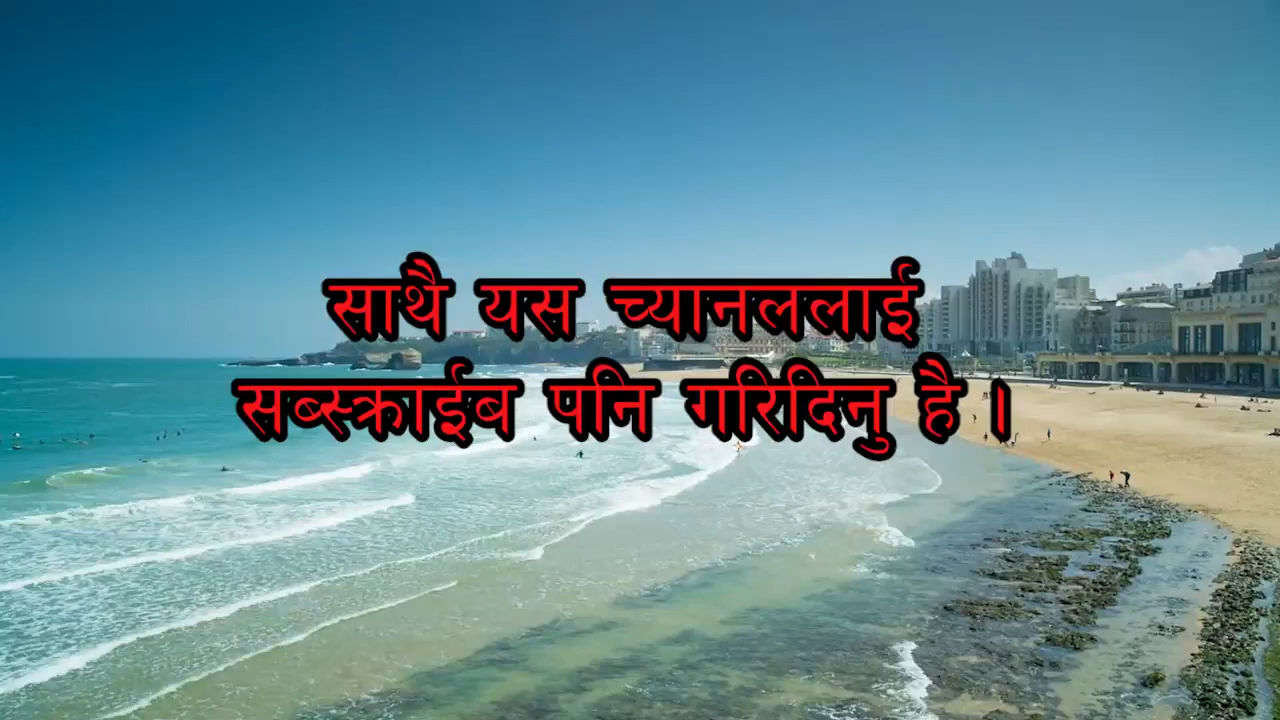 साथै यस च्यानललाई
सब्स्क्राईब पनि गरिदिनु है ।